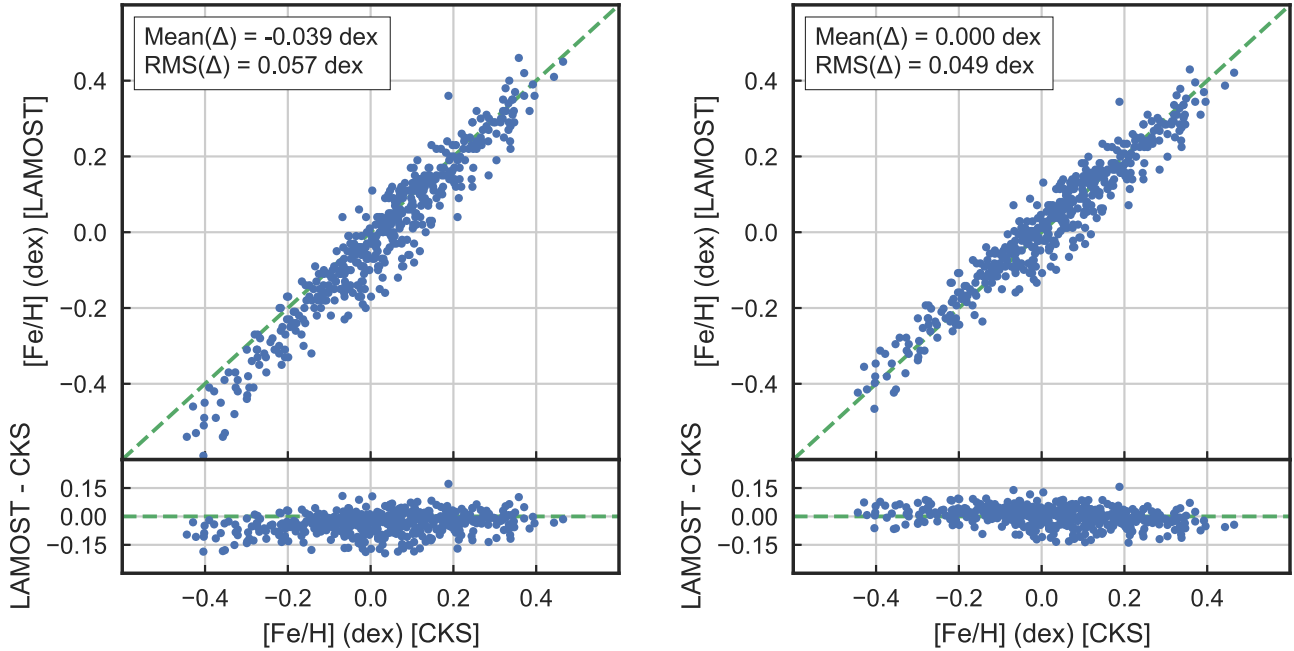 Mean(Δ) = -0.039 dex
RMS(Δ) = 0.057 dex
[Fe/H] (dex) [LAMOST]
0.4
0.2
0.0
−0.2
−0.4
LAMOST - CKS
0.15
0.00
−0.15
−0.4 −0.2 0.0 0.2 0.4
[Fe/H] (dex) [CKS]
Mean(Δ) = 0.000 dex
RMS(Δ) = 0.049 dex
[Fe/H] (dex) [LAMOST]
0.4
0.2
0.0
−0.2
−0.4
LAMOST - CKS
0.15
0.00
−0.15
−0.4 −0.2 0.0 0.2 0.4
[Fe/H] (dex) [CKS]